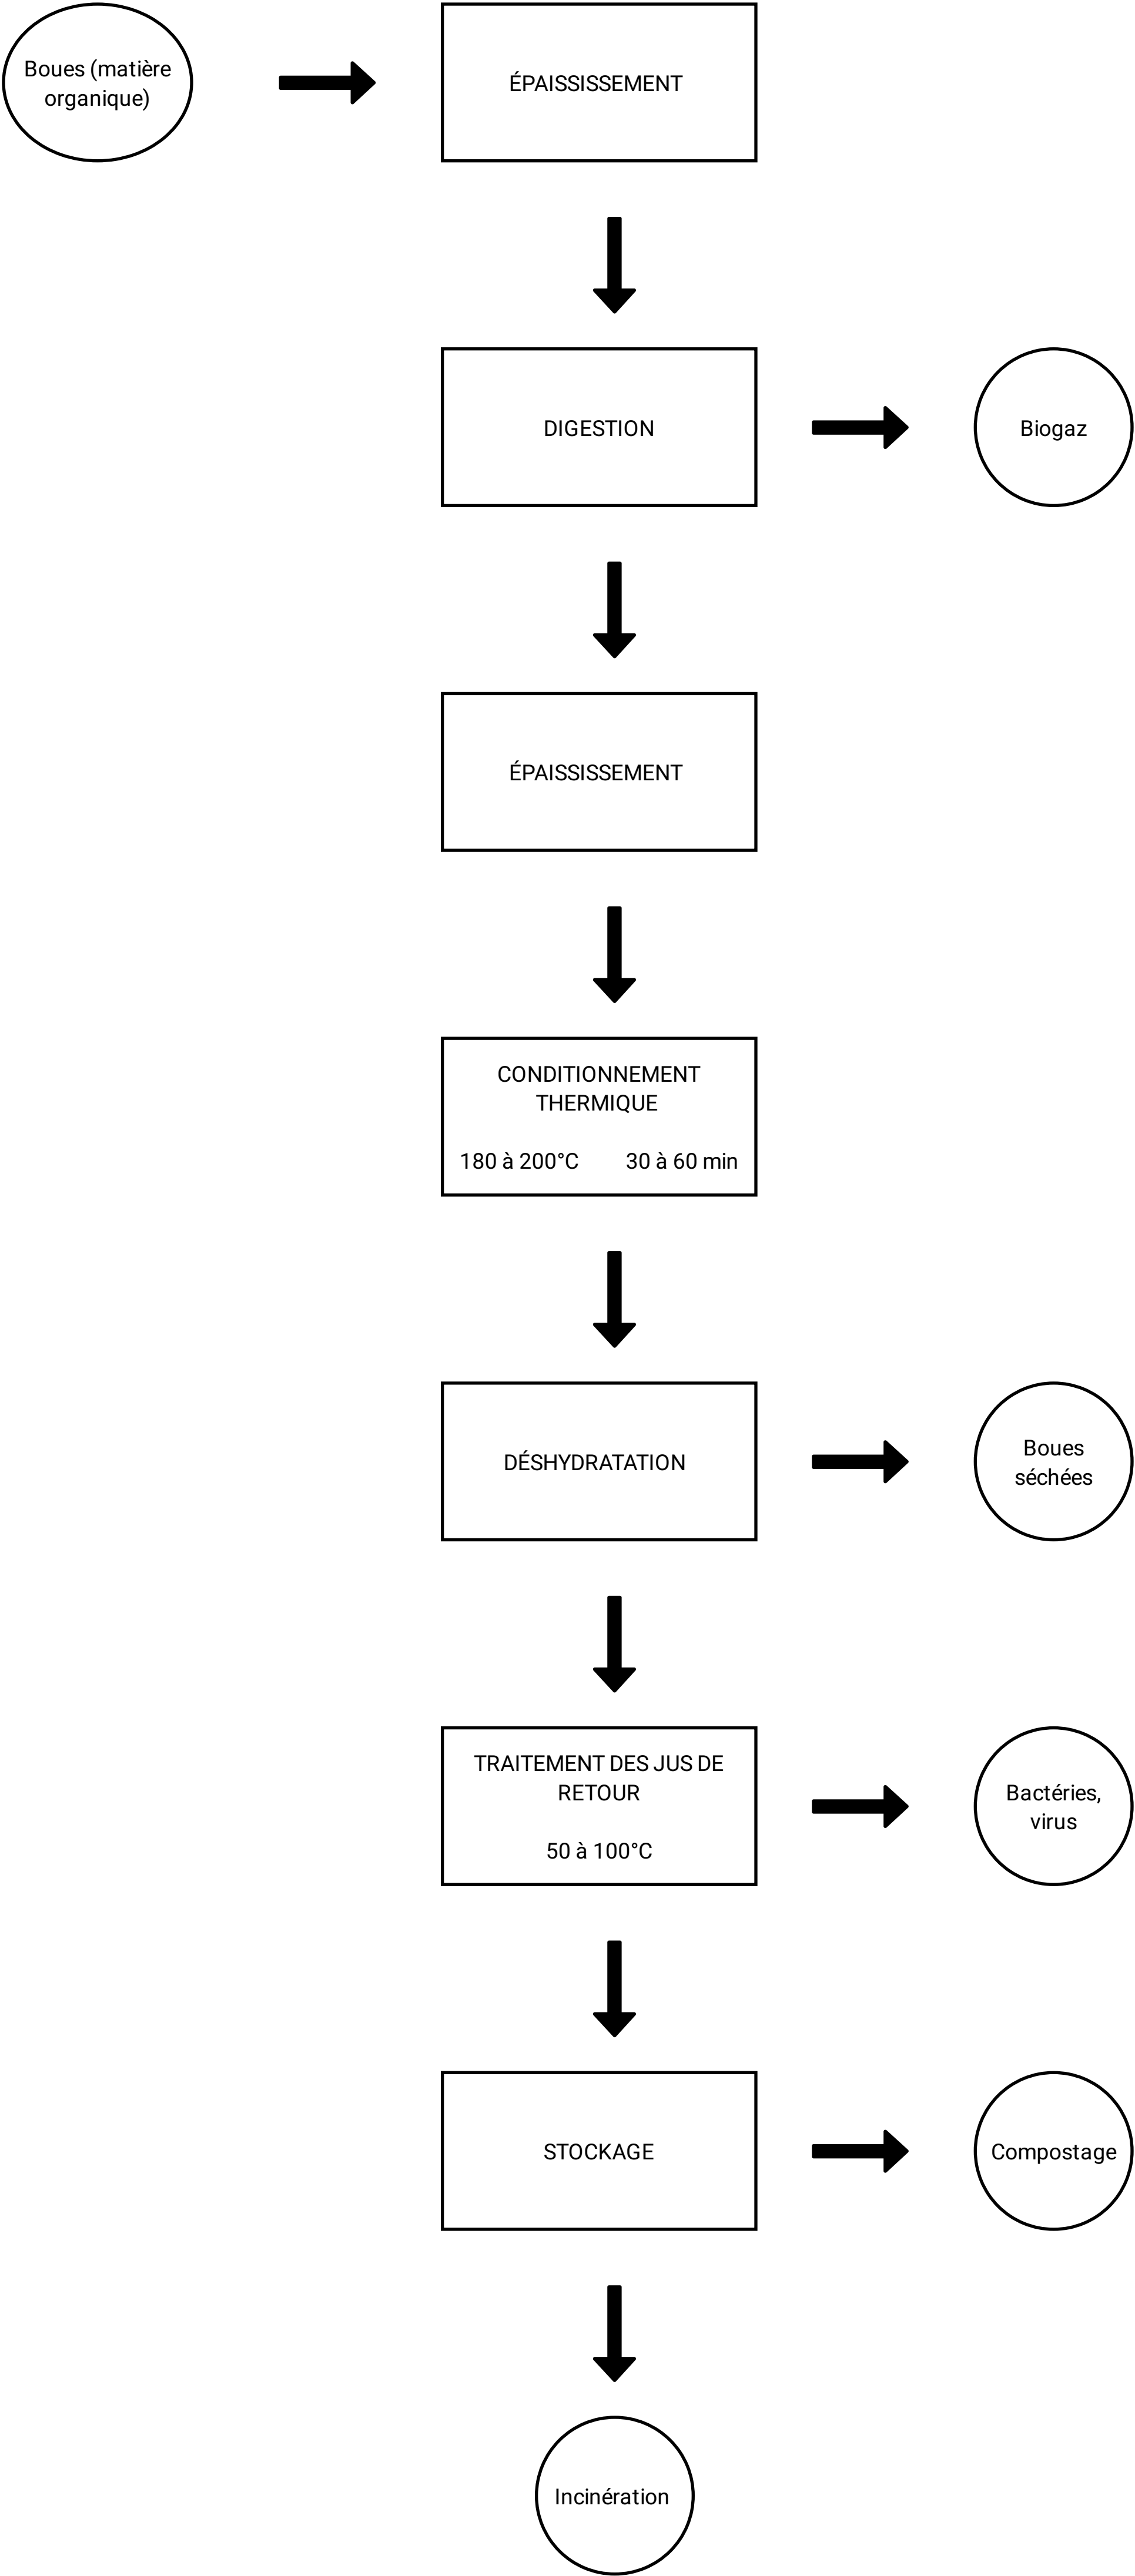 Boues (matière
organique)
ÉPAISSISSEMENT
DIGESTION
Biogaz
ÉPAISSISSEMENT
CONDITIONNEMENT
THERMIQUE
180 à 200°C 30 à 60 min
DÉSHYDRATATION
Boues
séchées
TRAITEMENT DES JUS DE
RETOUR
50 à 100°C
Bactéries,
virus
STOCKAGE
Compostage
Incinération